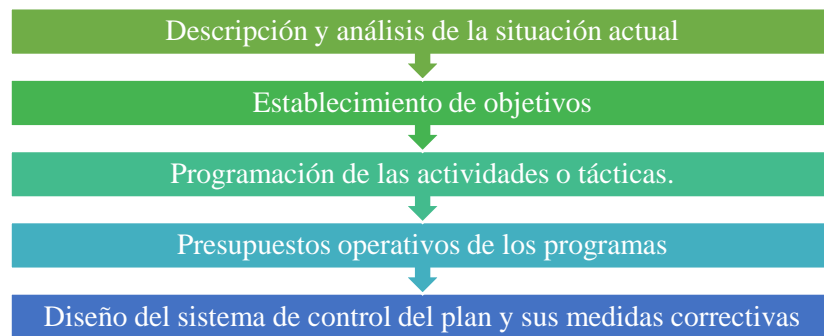 Descripción y análisis de la situación actual
Establecimiento de objetivos
Programación de las actividades o tácticas.
Presupuestos operativos de los programas
Diseño del sistema de control del plan y sus medidas correctivas